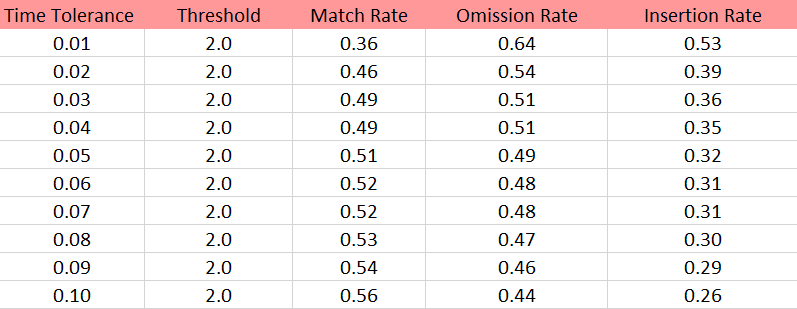 Time Tolerance Threshold Match Rate Omission Rate Insertion Rate
0.01 2.0 0.36 0.64 0.53
0.02 2.0 0.46 0.54 0.39
0.03 2.0 0.49 0.51 0.36
0.04 2.0 0.49 0.51 0.35
0.05 2.0 0.51 0.49 0.32
0.06 2.0 0.52 0.48 0.31
0.07 2.0 0.52 0.48 0.31
0.08 2.0 0.53 0.47 0.30
0.09 2.0 0.54 0.46 0.29
0.10 2.0 0.56 0.44 0.26